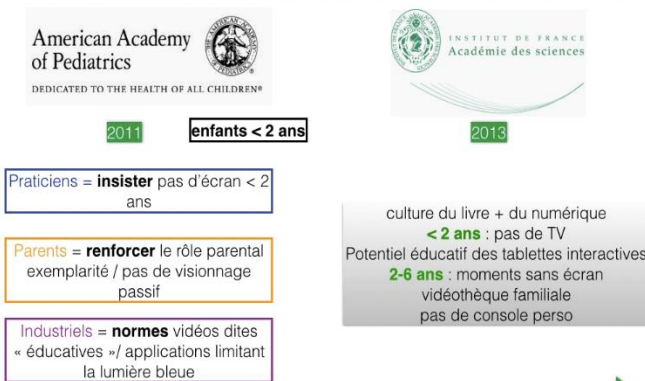 American Academy
of Pediatrics
DEDICATED TO THE HEALTH OF ALL CHILDREN®
INSTITUT DE FRANCE
Académie des sciences
2011
enfants < 2 ans
2013
Praticiens = insister pas d'écran < 2
ans
Parents = renforcer le rôle parental
exemplarité / pas de visionnage
passif
Industriels = normes vidéos dites
« éducatives »/ applications limitant
la lumière bleue
culture du livre + du numérique
< 2 ans : pas de TV
Potentiel éducatif des tablettes interactives
2-6 ans : moments sans écran
vidéothèque familiale
pas de console perso